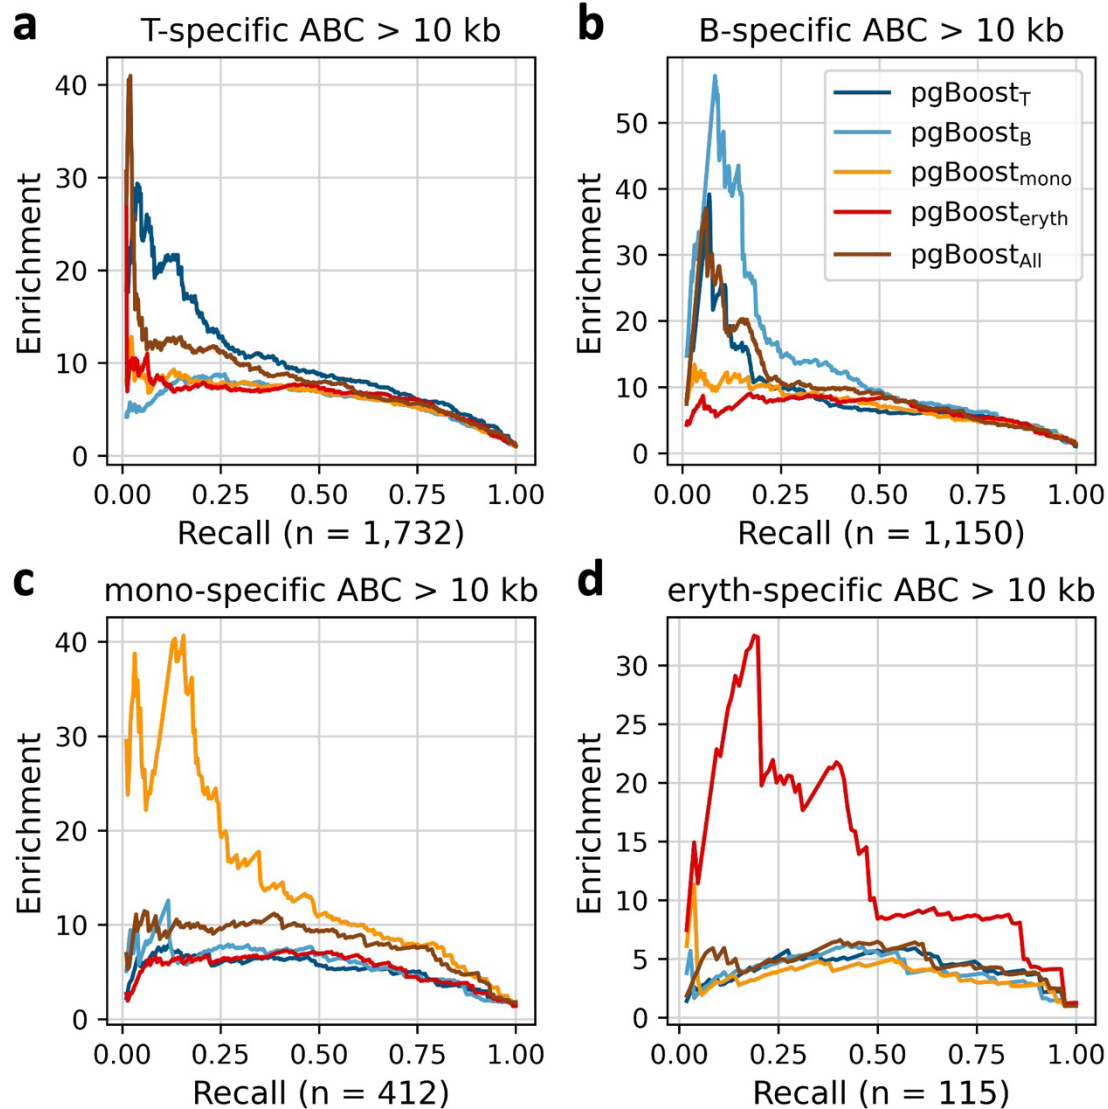 a
T-specific ABC > 10 kb
Enrichment
40
30
20
10
0
0.00 0.25 0.50 0.75 1.00
Recall (n = 1,732)
b
B-specific ABC > 10 kb
Enrichment
50
40
30
20
10
0
pgBoostT
pgBoostB
pgBoostmono
pgBoosteryth
pgBoostAll
0.00 0.25 0.50 0.75 1.00
Recall (n = 1,150)
c
mono-specific ABC > 10 kb
Enrichment
40
30
20
10
0
0.00 0.25 0.50 0.75 1.00
Recall (n = 412)
d
eryth-specific ABC > 10 kb
Enrichment
30
25
20
15
10
5
0
0.00 0.25 0.50 0.75 1.00
Recall (n = 115)